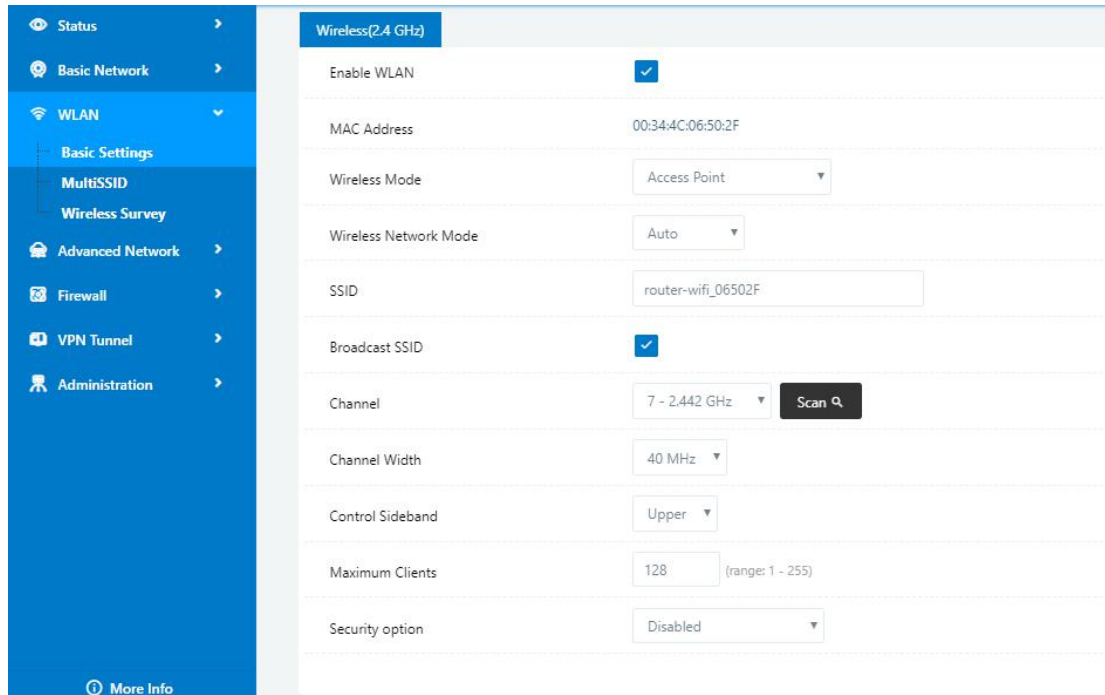 Status
Basic Network
WLAN
Basic Settings
MultiSSID
Wireless Survey
Advanced Network
Firewall
VPN Tunnel
Administration
More Info
Wireless(2.4 GHz)
Enable WLAN
MAC Address 00:34:4C:06:50:2F
Wireless Mode Access Point
Wireless Network Mode Auto
SSID router-wifi_06502F
Broadcast SSID
Channel 7 - 2.442 GHz Scan
Channel Width 40 MHz
Control Sideband Upper
Maximum Clients 128 (range: 1 - 255)
Security option Disabled